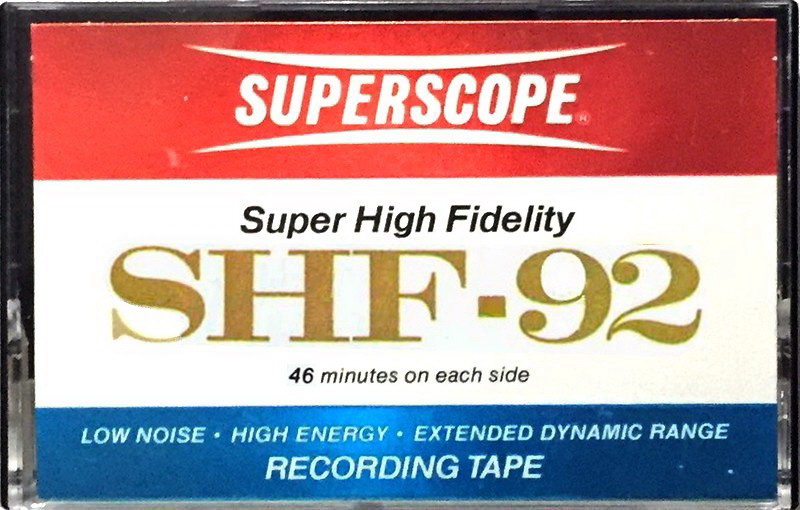 SUPERSCOPE®
Super High Fidelity
SHF-92
46 minutes on each side
LOW NOISE • HIGH ENERGY • EXTENDED DYNAMIC RANGE
RECORDING TAPE